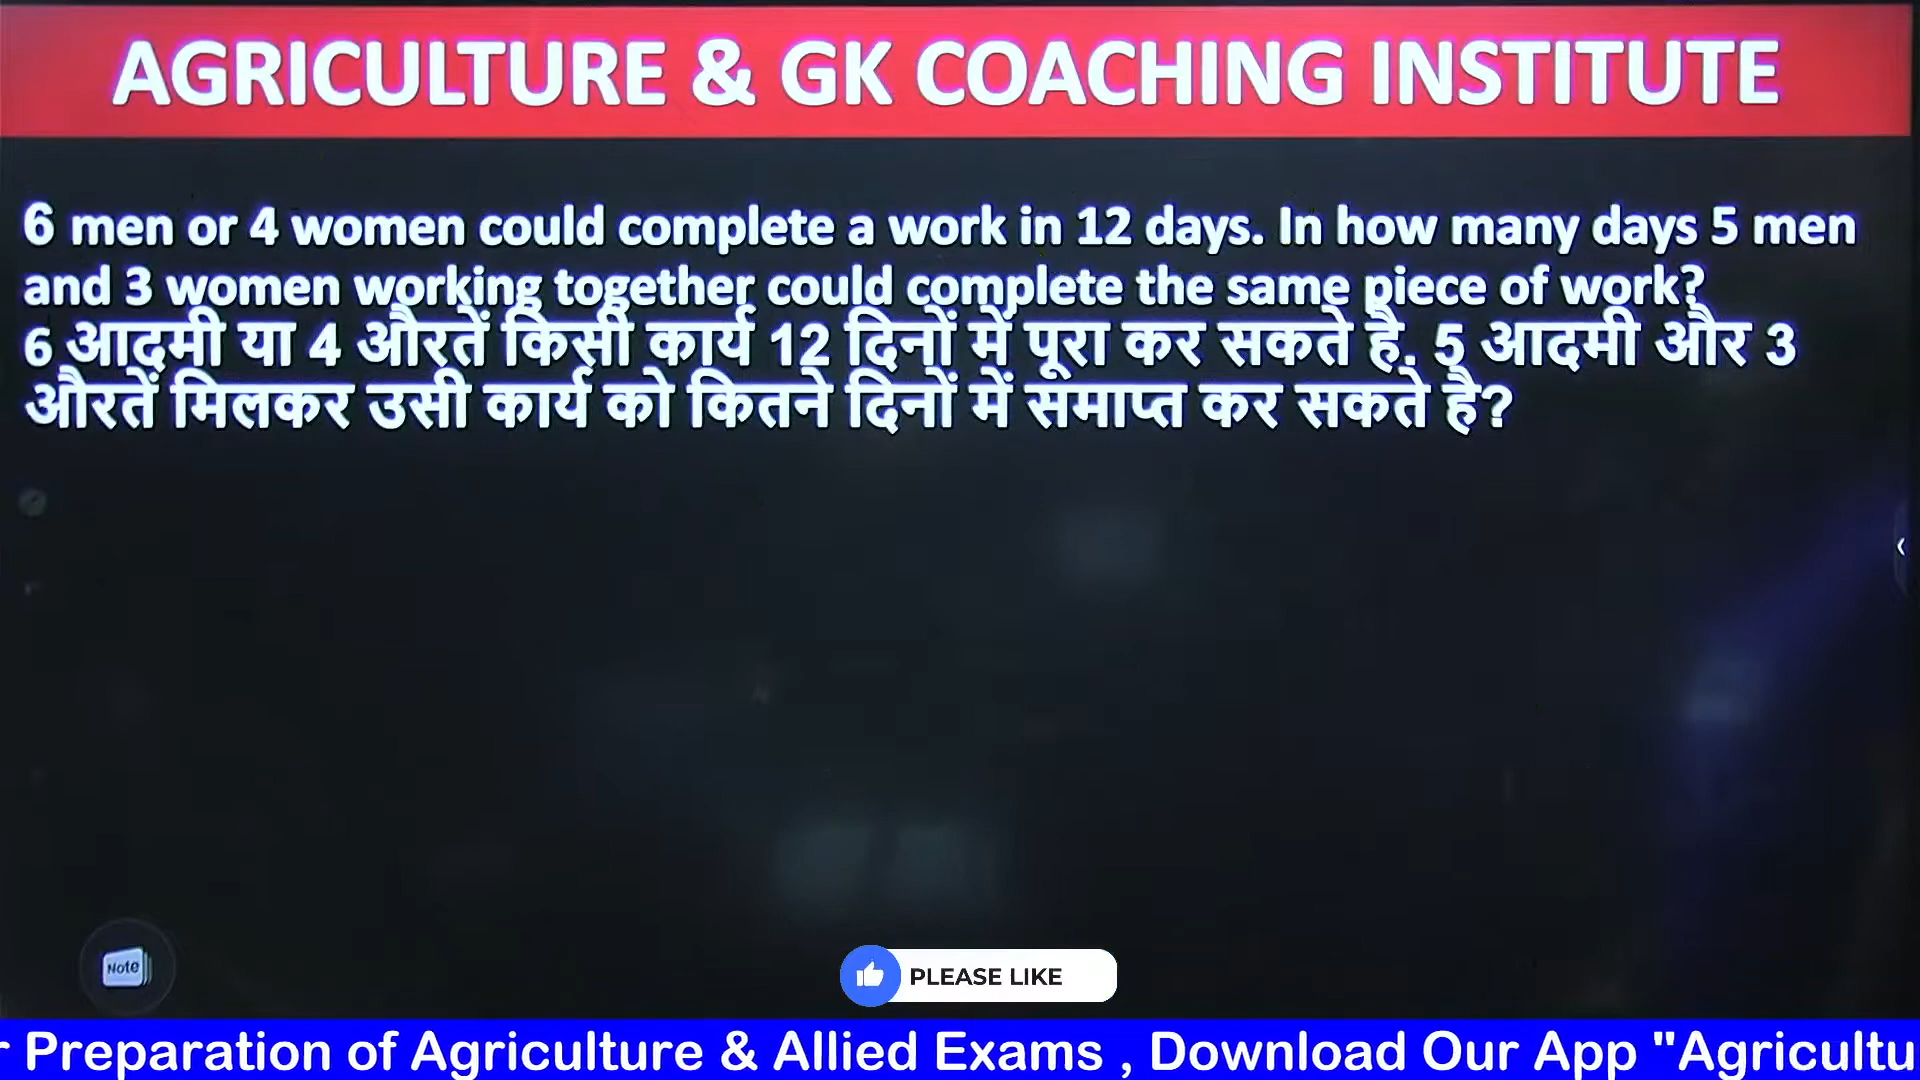 AGRICULTURE & GK COACHING INSTITUTE
6 men or 4 women could complete a work in 12 days. In how many days 5 men
and 3 women working together could complete the same piece of work?
6 आदमी या 4 औरतें किसी कार्य 12 दिनों में पूरा कर सकते है. 5 आदमी और 3
औरतें मिलकर उसी कार्य को कितने दिनों में समाप्त कर सकते है?
Note
PLEASE LIKE
r Preparation of Agriculture & Allied Exams , Download Our App "Agricultu